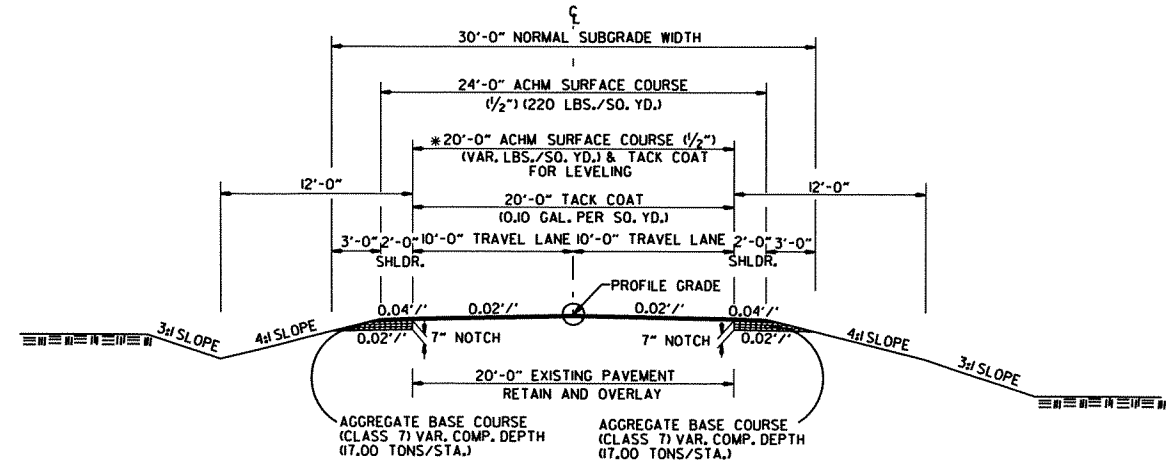 ℄
30'-0" NORMAL SUBGRADE WIDTH
24'-0" ACHM SURFACE COURSE
(1/2") (220 LBS./SQ. YD.)
*20'-0" ACHM SURFACE COURSE (1/2")
(VAR. LBS./SQ. YD.) & TACK COAT
FOR LEVELING
12'-0"
12'-0"
20'-0" TACK COAT
(0.10 GAL. PER SQ. YD.)
3'-0" 2'-0" 10'-0" TRAVEL LANE 10'-0" TRAVEL LANE 2'-0" 3'-0"
SHLDR.
SHLDR.
PROFILE GRADE
0.04'/' 0.02'/' 0.02'/' 0.04'/'
3:1 SLOPE
4:1 SLOPE
0.02'/'
7" NOTCH
7" NOTCH
0.02'/'
4:1 SLOPE
3:1 SLOPE
20'-0" EXISTING PAVEMENT
RETAIN AND OVERLAY
AGGREGATE BASE COURSE
(CLASS 7) VAR. COMP. DEPTH
(17.00 TONS/STA.)
AGGREGATE BASE COURSE
(CLASS 7) VAR. COMP. DEPTH
(17.00 TONS/STA.)